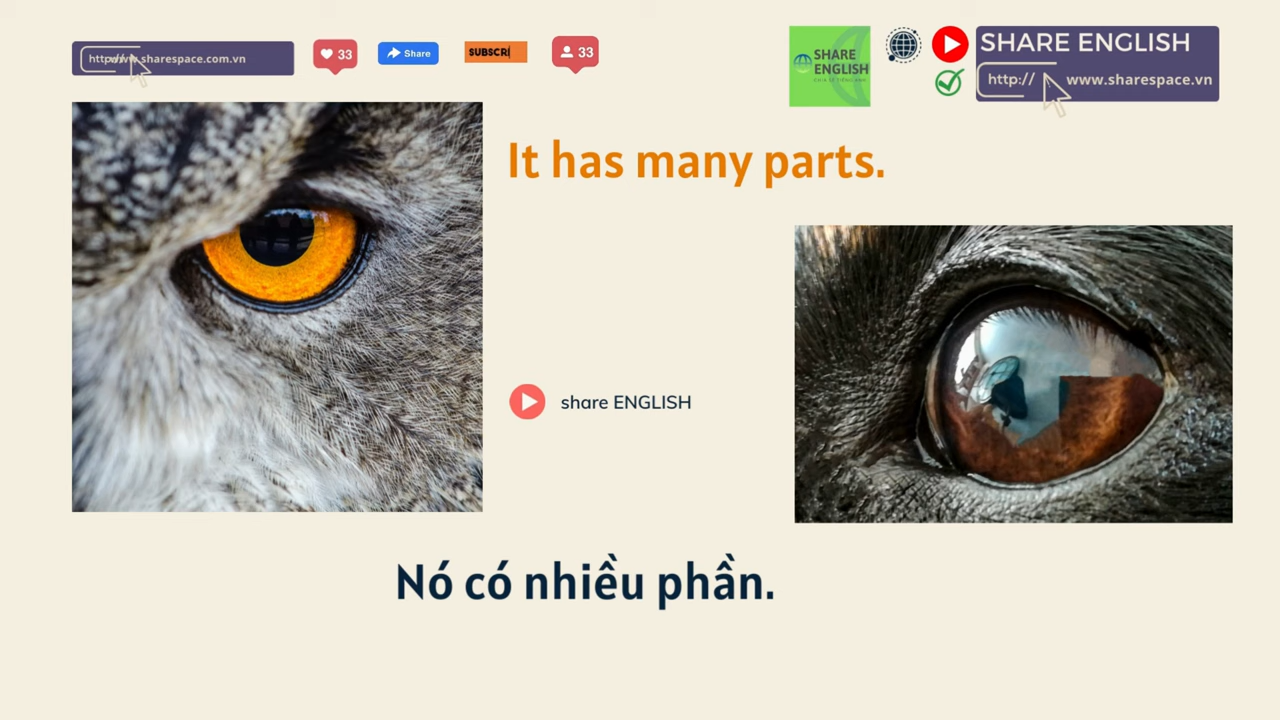 http://www.sharespace.com.vn
33
Share
SUBSCRI
33
SHARE
ENGLISH
SHARE ENGLISH
http:// www.sharespace.vn
It has many parts.
share ENGLISH
Nó có nhiều phần.